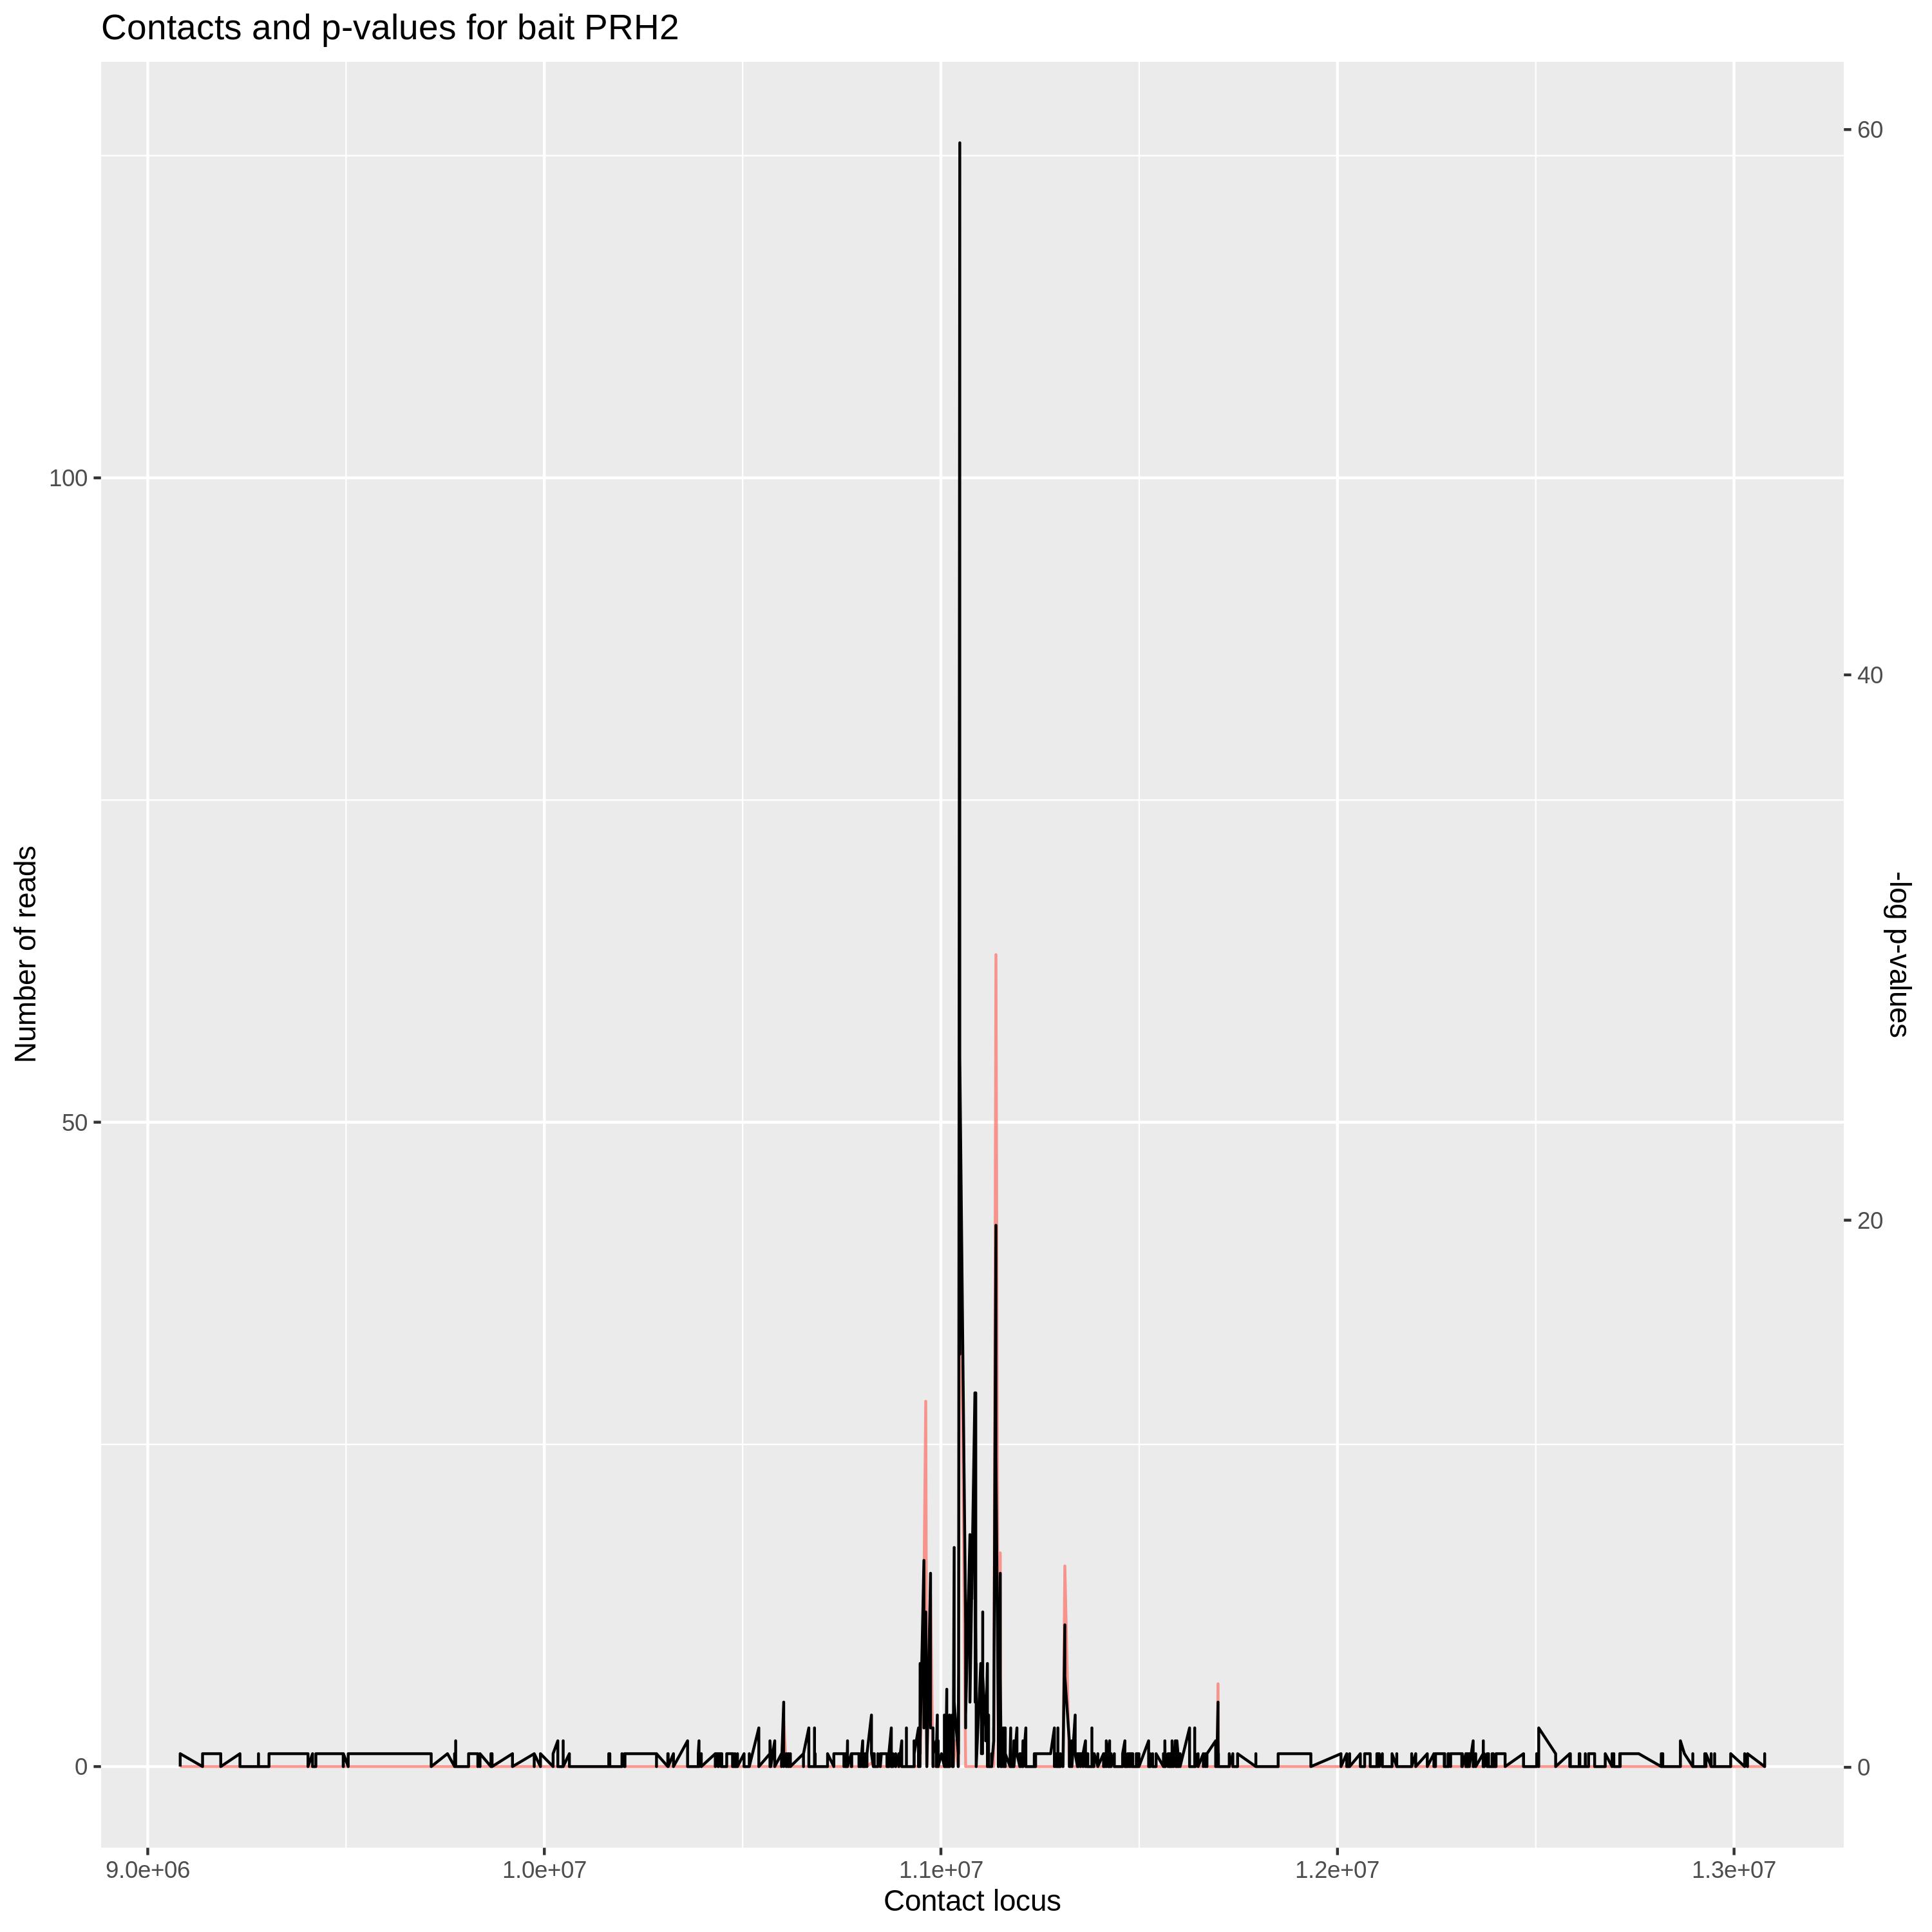 Contacts and p-values for bait PRH2
60
100
40
Number of reads
-log p-values
50
20
0
0
9.0e+06
1.0e+07
1.1e+07
1.2e+07
1.3e+07
Contact locus